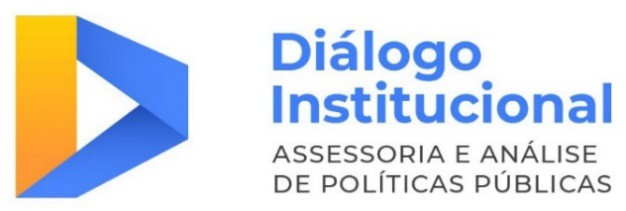 Diálogo
Institucional
ASSESSORIA E ANÁLISE
DE POLÍTICAS PÚBLICAS